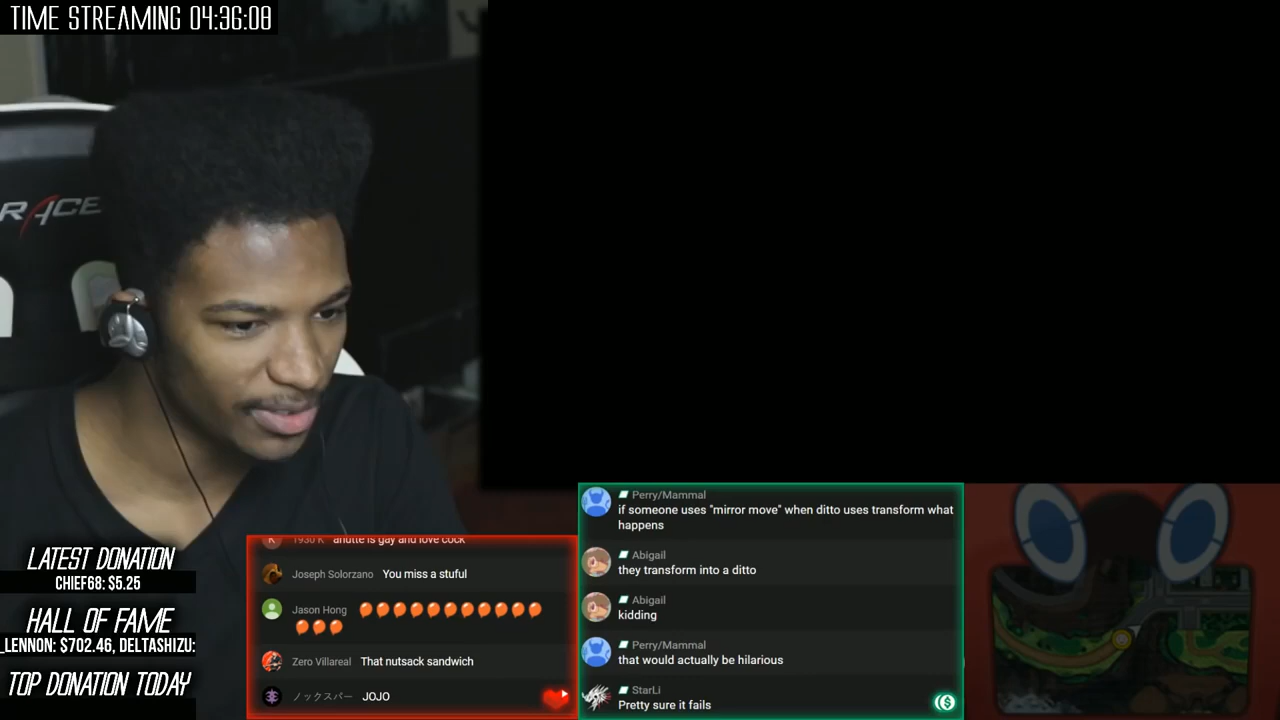 TIME STREAMING 04:36:08
RACE
LATEST DONATION
CHIEF68: $5.25
HALL OF FAME
_LENNON: $702.46, DELTASHIZU:
TOP DONATION TODAY
1930 K anutte is gay and love cock
Joseph Solorzano You miss a stuful
Jason Hong
Zero Villareal That nutsack sandwich
ノックスバー JOJO
Perry/Mammal
if someone uses "mirror move" when ditto uses transform what
happens
Abigail
they transform into a ditto
Abigail
kidding
Perry/Mammal
that would actually be hilarious
StarLi
Pretty sure it fails